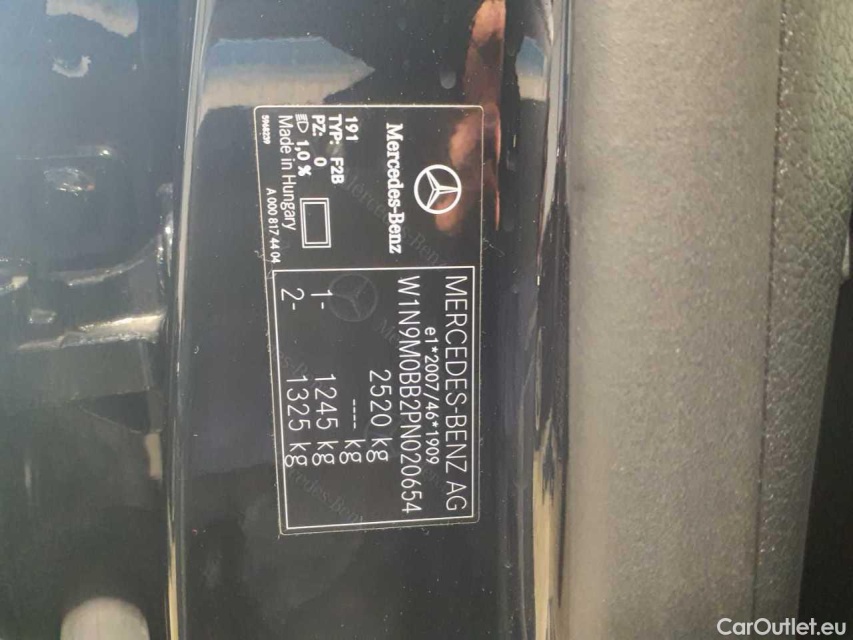 Mercedes-Benz
191
TYP: F2B
PZ: 0
1,0 %
Made in Hungary
5966239 A 000 817 44 04
MERCEDES-BENZ AG
e1*2007/46*1909
W1N9M0BB2PN020654
2520 kg
---- kg
1- 1245 kg
2- 1325 kg
CarOutlet.eu